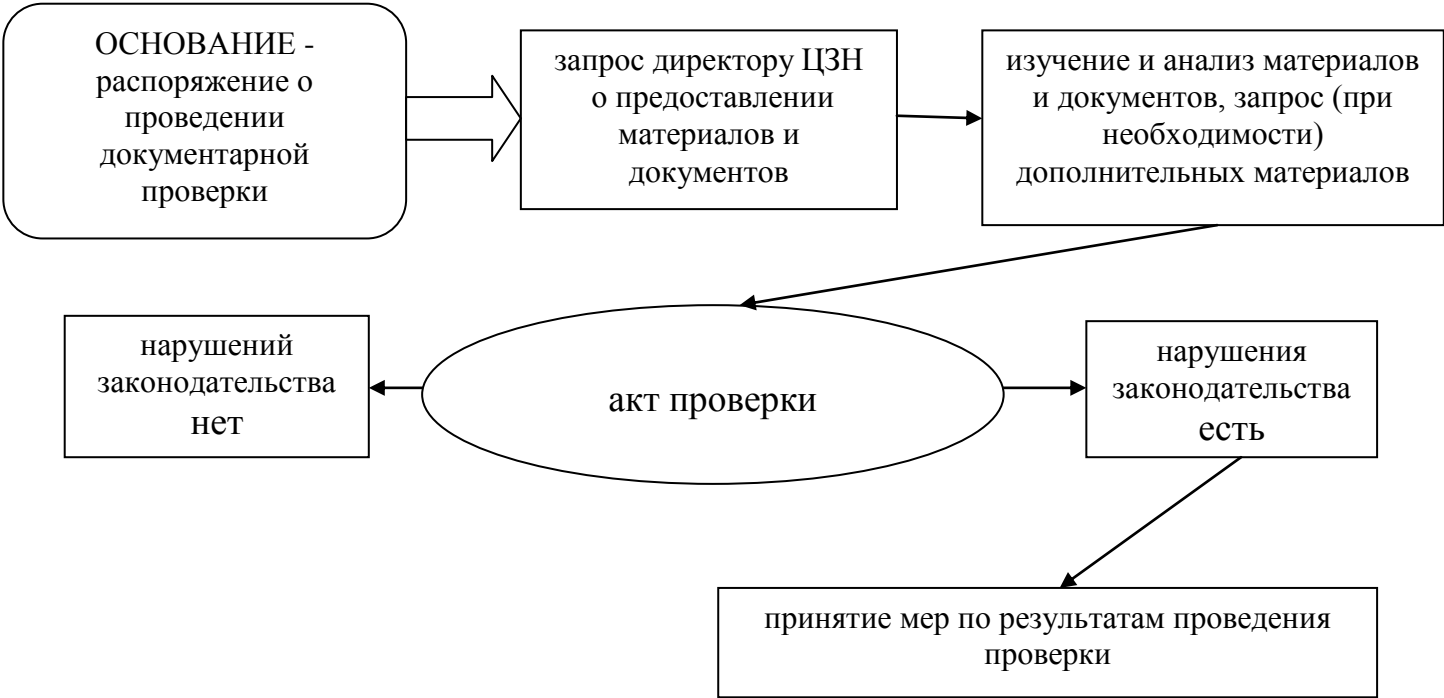 ОСНОВАНИЕ -
распоряжение о
проведении
документарной
проверки
запрос директору ЦЗН
о предоставлении
материалов и
документов
изучение и анализ материалов
и документов, запрос (при
необходимости)
дополнительных материалов
нарушений
законодательства
нет
акт проверки
нарушения
законодательства
есть
принятие мер по результатам проведения
проверки